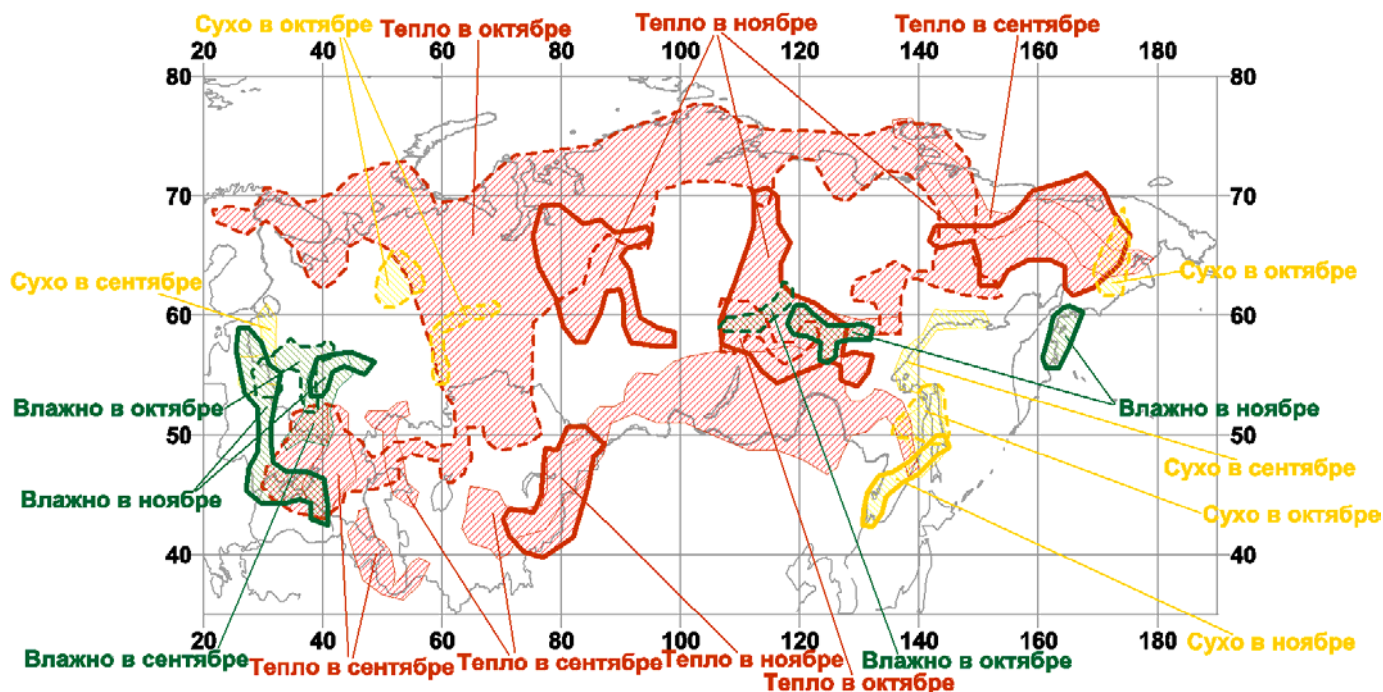 Сухо в октябре
Тепло в октябре
Тепло в ноябре
Тепло в сентябре
20 40 60 80 100 120 140 160 180
80 80
70 70
Сухо в сентябре
Сухо в октябре
60 60
Влажно в октябре
Влажно в ноябре
50 50
Сухо в сентябре
Влажно в ноябре
Сухо в октябре
40 40
20 40 60 80 100 120 140 160 180
Сухо в ноябре
Влажно в сентябре
Тепло в сентябре
Тепло в сентябре
Тепло в ноябре
Влажно в октябре
Тепло в октябре